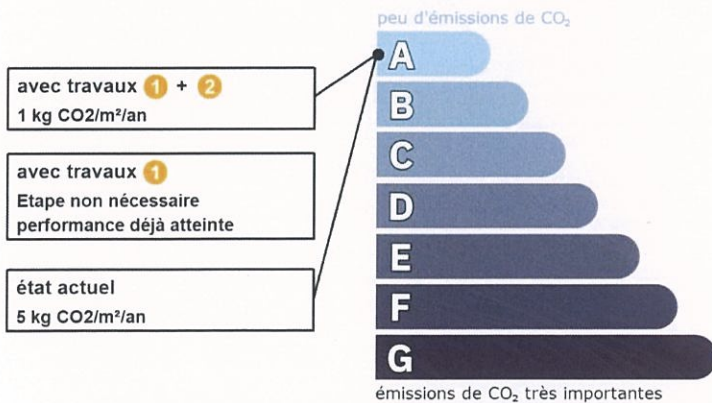 peu d'émissions de CO₂
avec travaux 1 + 2
1 kg CO2/m²/an
avec travaux 1
Etape non nécessaire
performance déjà atteinte
état actuel
5 kg CO2/m²/an
A
B
C
D
E
F
G
émissions de CO₂ très importantes